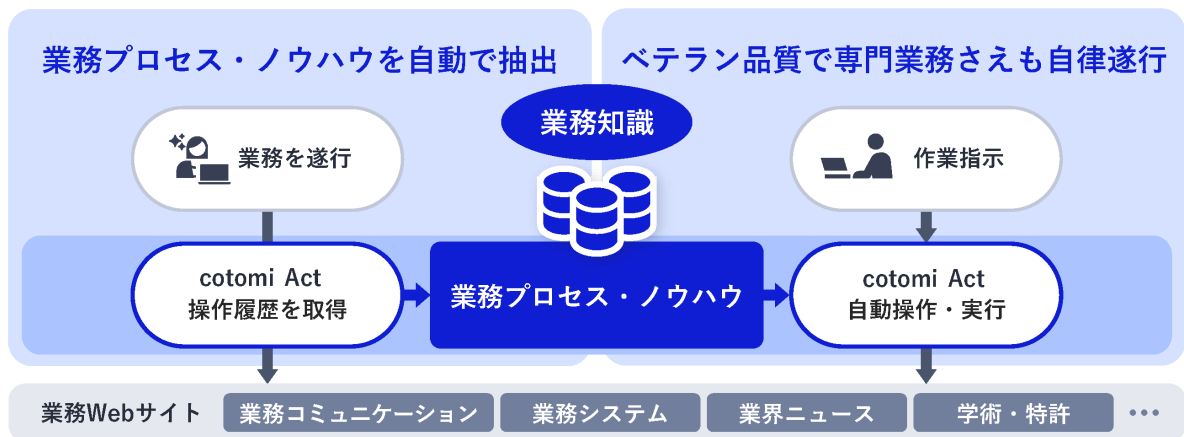 業務プロセス・ノウハウを自動で抽出
ベテラン品質で専門業務さえも自律遂行
業務知識
業務を遂行
作業指示
cotomi Act
操作履歴を取得
業務プロセス・ノウハウ
cotomi Act
自動操作・実行
業務Webサイト
業務コミュニケーション
業務システム
業界ニュース
学術・特許
•••